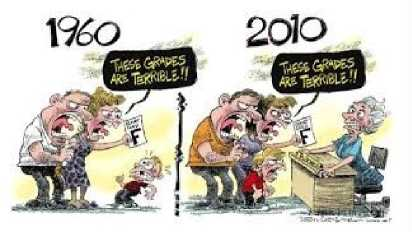 1960
THESE GRADES
ARE TERRIBLE!!
F
2010
THESE GRADES
ARE TERRIBLE!!
F